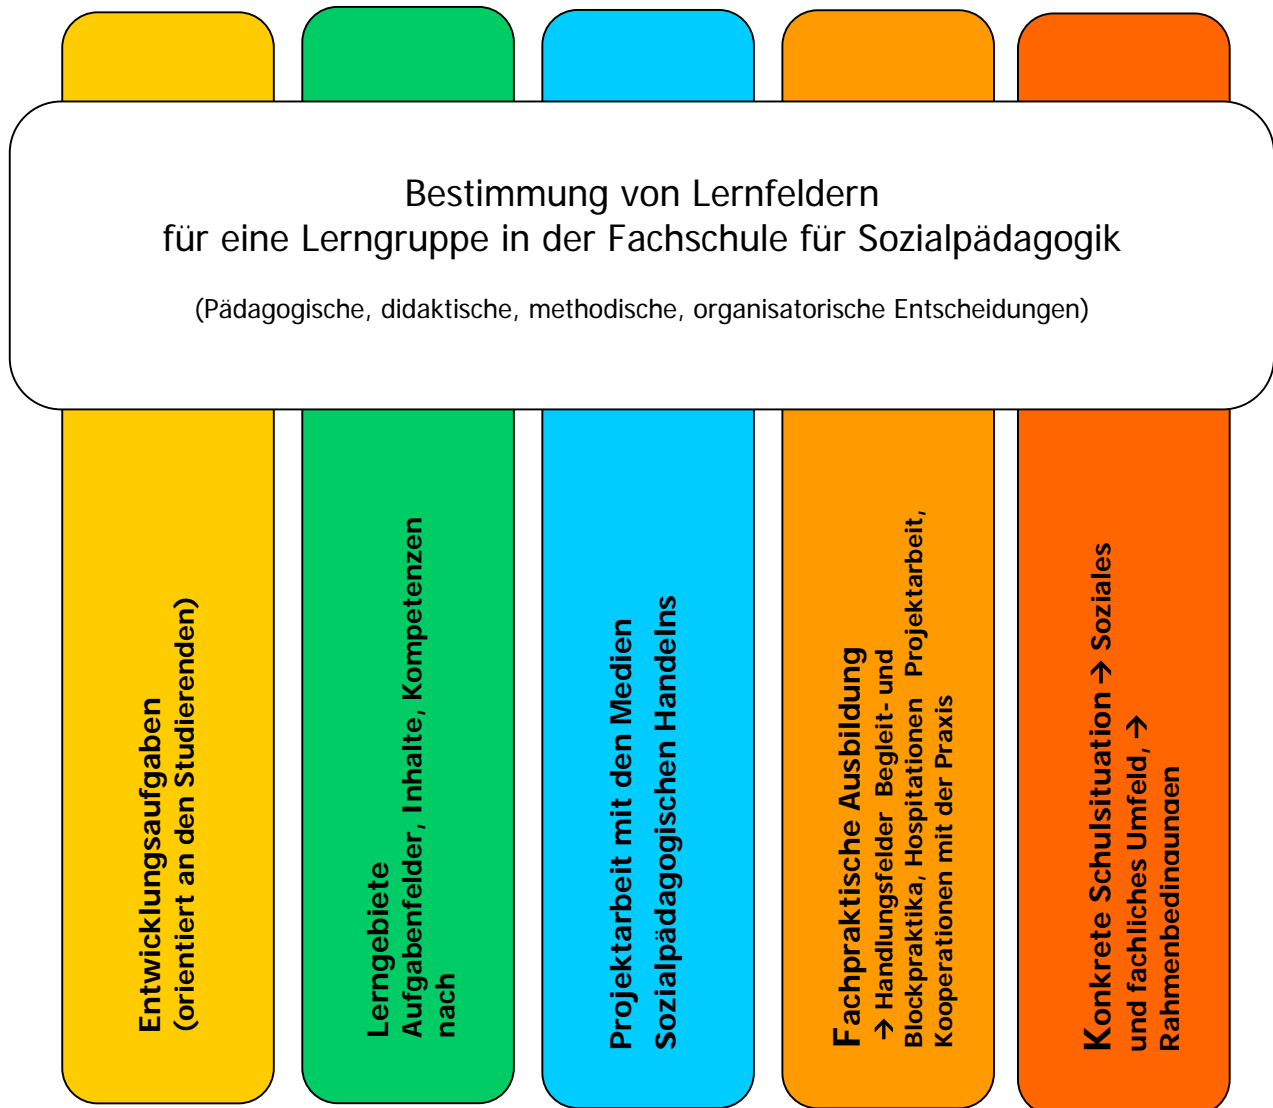 Bestimmung von Lernfeldern
für eine Lerngruppe in der Fachschule für Sozialpädagogik
(Pädagogische, didaktische, methodische, organisatorische Entscheidungen)
Entwicklungsaufgaben
(orientiert an den Studierenden)
Lerngebiete
Aufgabenfelder, Inhalte, Kompetenzen
nach
Projektarbeit mit den Medien
Sozialpädagogischen Handelns
Fachpraktische Ausbildung
→ Handlungsfelder Begleit- und
Blockpraktika, Hospitationen Projektarbeit,
Kooperationen mit der Praxis
Konkrete Schulsituation → Soziales
und fachliches Umfeld, →
Rahmenbedingungen